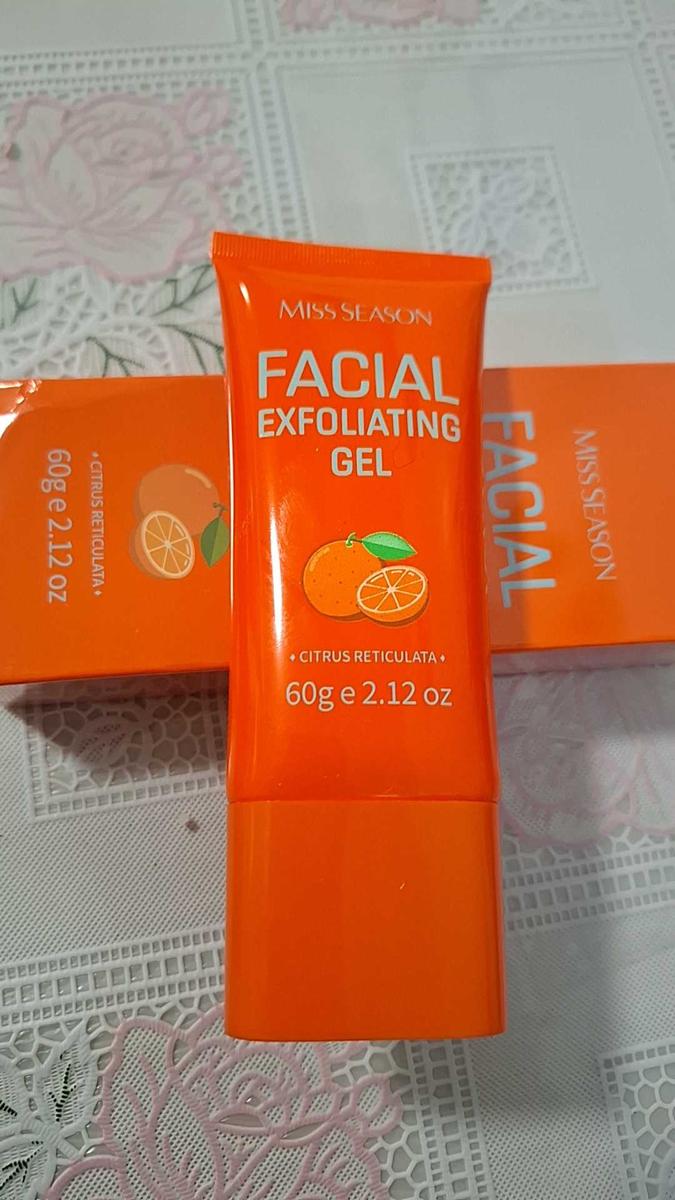 MISS SEASON
FACIAL
EXFOLIATING
GEL
♦ CITRUS RETICULATA ♦
60g e 2.12 oz
MISS SEASON
FACIAL
♦ CITRUS RETICULATA ♦
60g e 2.12 oz